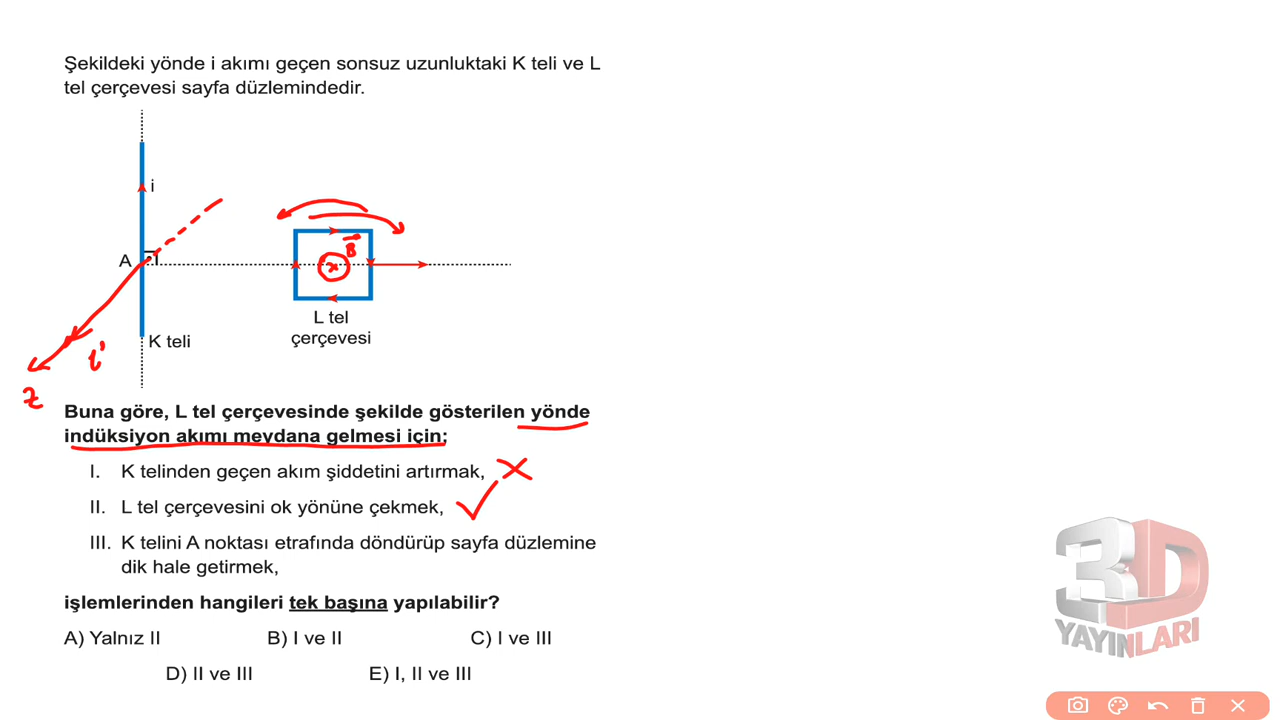 Şekildeki yönde i akımı geçen sonsuz uzunluktaki K teli ve L
tel çerçevesi sayfa düzlemindedir.
i
A
B
L tel
çerçevesi
K teli
i'
z
Buna göre, L tel çerçevesinde şekilde gösterilen yönde
indüksiyon akımı meydana gelmesi için;
I. K telinden geçen akım şiddetini artırmak,
II. L tel çerçevesini ok yönüne çekmek,
III. K telini A noktası etrafında döndürüp sayfa düzlemine
dik hale getirmek,
işlemlerinden hangileri tek başına yapılabilir?
A) Yalnız II B) I ve II C) I ve III
D) II ve III E) I, II ve III
3D
YAYINLARI